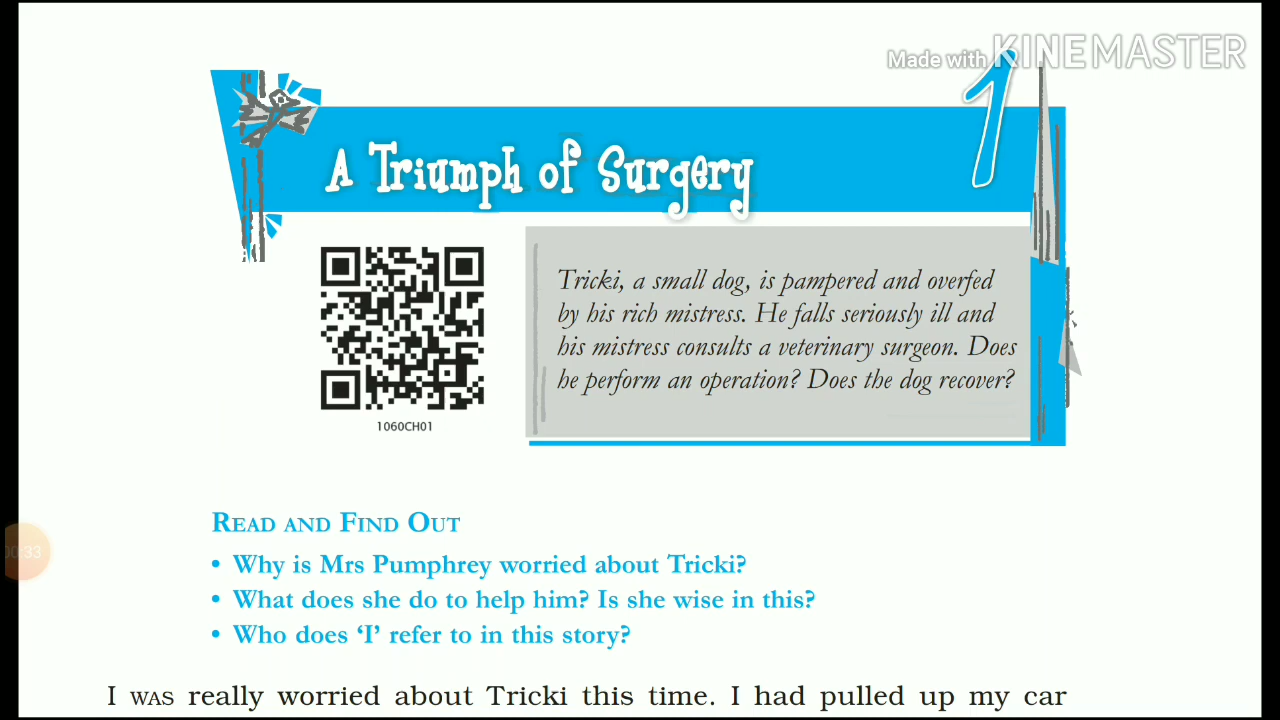 Made with KINEMASTER
1
A Triumph of Surgery
Tricki, a small dog, is pampered and overfed
by his rich mistress. He falls seriously ill and
his mistress consults a veterinary surgeon. Does
he perform an operation? Does the dog recover?
1060CH01
READ AND FIND OUT
• Why is Mrs Pumphrey worried about Tricki?
• What does she do to help him? Is she wise in this?
• Who does ‘I’ refer to in this story?
00:33
I WAS really worried about Tricki this time. I had pulled up my car